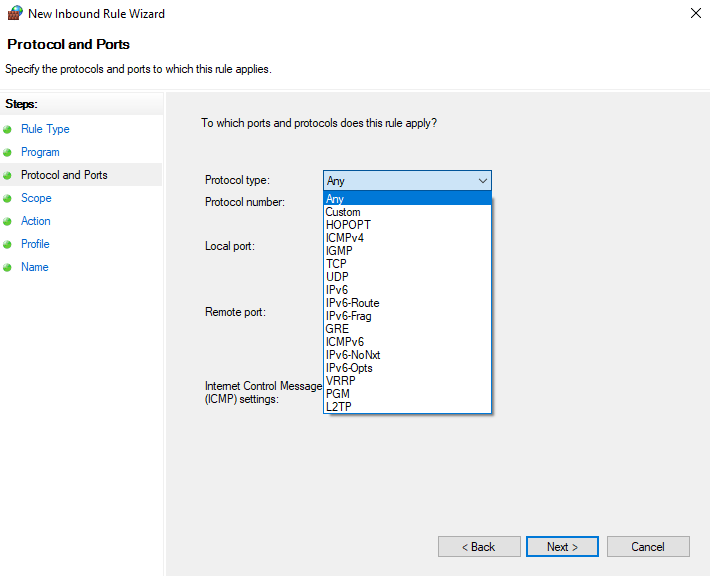 New Inbound Rule Wizard
Protocol and Ports
Specify the protocols and ports to which this rule applies.
Steps:
Rule Type
Program
Protocol and Ports
Scope
Action
Profile
Name
To which ports and protocols does this rule apply?
Protocol type:
Any
Protocol number:
Local port:
Remote port:
Internet Control Message
(ICMP) settings:
Any
Custom
HOPOPT
ICMPv4
IGMP
TCP
UDP
IPv6
IPv6-Route
IPv6-Frag
GRE
ICMPv6
IPv6-NoNxt
IPv6-Opts
VRRP
PGM
L2TP
< Back
Next >
Cancel